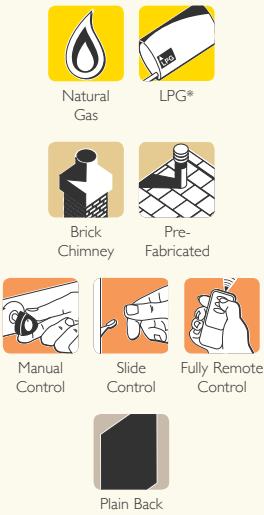 LPG
Natural
Gas
LPG*
Brick
Chimney
Pre-
Fabricated
Manual
Control
Slide
Control
Fully Remote
Control
Plain Back